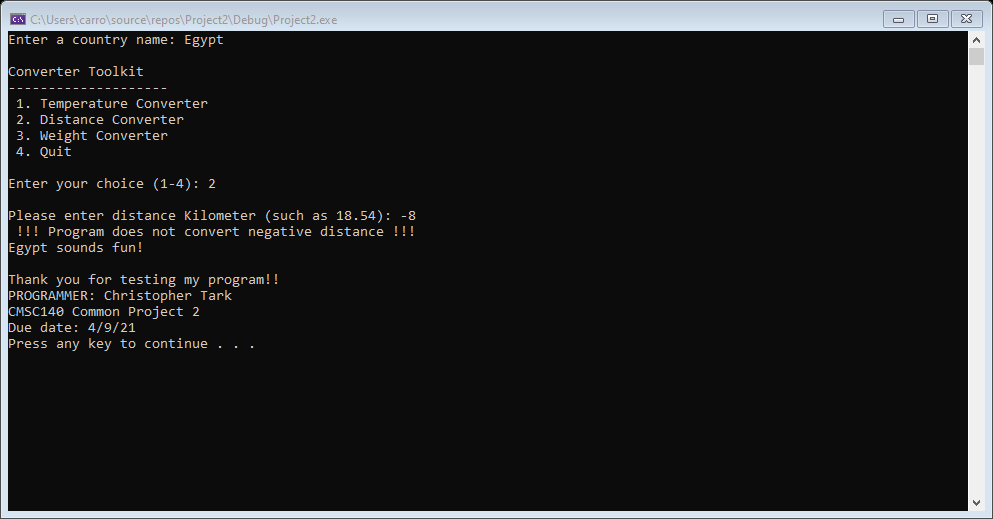 C:\Users\carro\source\repos\Project2\Debug\Project2.exe
Enter a country name: Egypt
Converter Toolkit
--------------------
1. Temperature Converter
2. Distance Converter
3. Weight Converter
4. Quit
Enter your choice (1-4): 2
Please enter distance Kilometer (such as 18.54): -8
!!! Program does not convert negative distance !!!
Egypt sounds fun!
Thank you for testing my program!!
PROGRAMMER: Christopher Tark
CMSC140 Common Project 2
Due date: 4/9/21
Press any key to continue . . .